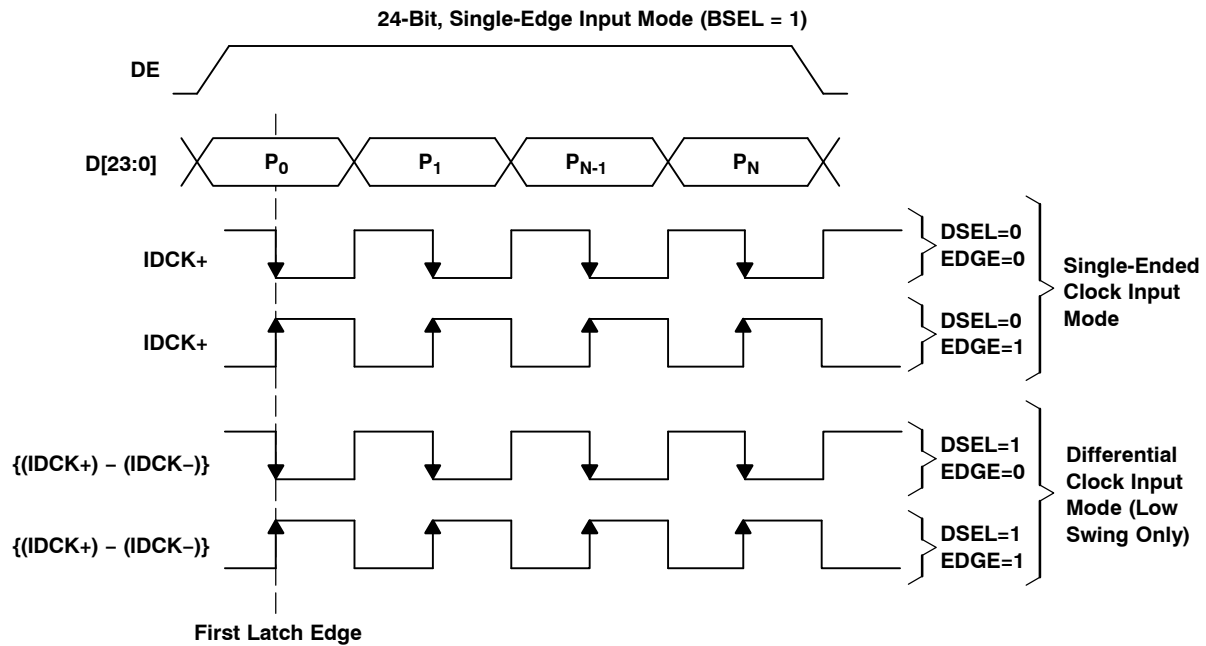 24-Bit, Single-Edge Input Mode (BSEL = 1)
DE
D[23:0]
P0
P1
PN-1
PN
IDCK+
DSEL=0
EDGE=0
IDCK+
DSEL=0
EDGE=1
Single-Ended
Clock Input
Mode
{(IDCK+) − (IDCK−)}
DSEL=1
EDGE=0
{(IDCK+) − (IDCK−)}
DSEL=1
EDGE=1
Differential
Clock Input
Mode (Low
Swing Only)
First Latch Edge